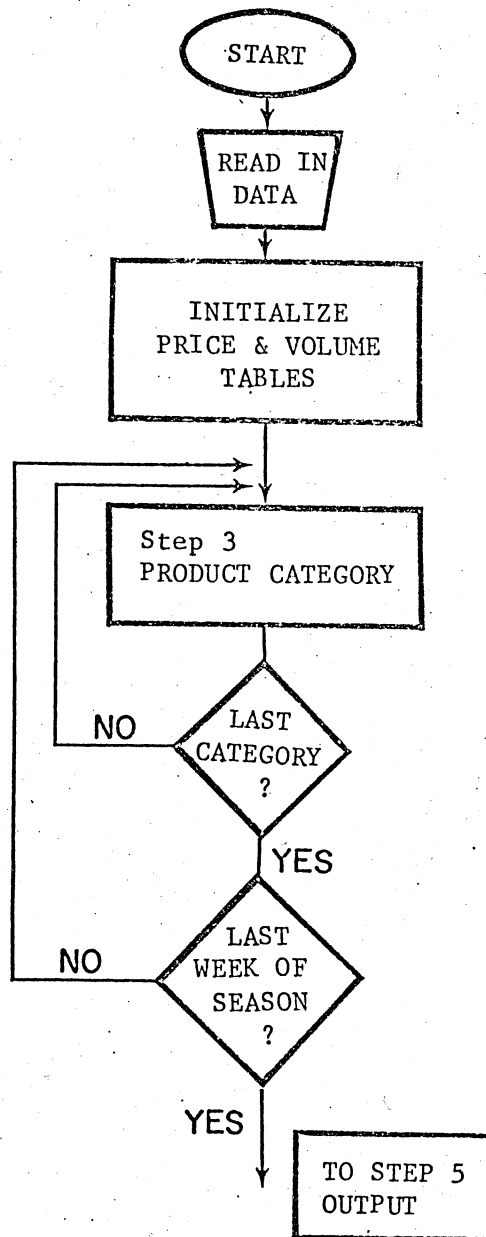 START
READ IN
DATA
INITIALIZE
PRICE & VOLUME
TABLES
Step 3
PRODUCT CATEGORY
LAST
CATEGORY
?
NO
YES
LAST
WEEK OF
SEASON
?
NO
YES
TO STEP 5
OUTPUT